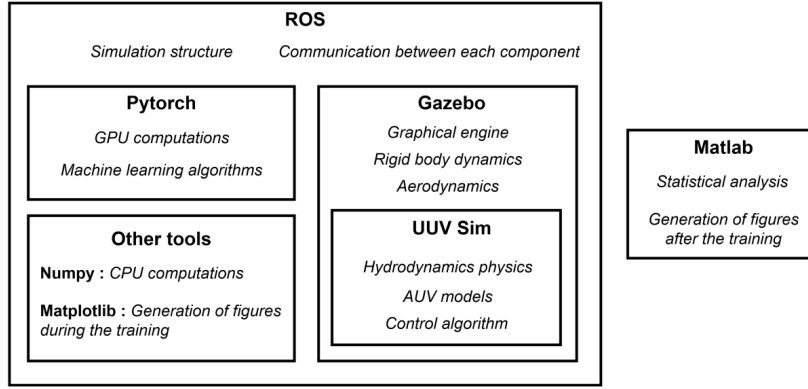 ROS
Simulation structure
Communication between each component
Pytorch
GPU computations
Machine learning algorithms
Other tools
Numpy : CPU computations
Matplotlib : Generation of figures
during the training
Gazebo
Graphical engine
Rigid body dynamics
Aerodynamics
UUV Sim
Hydrodynamics physics
AUV models
Control algorithm
Matlab
Statistical analysis
Generation of figures
after the training